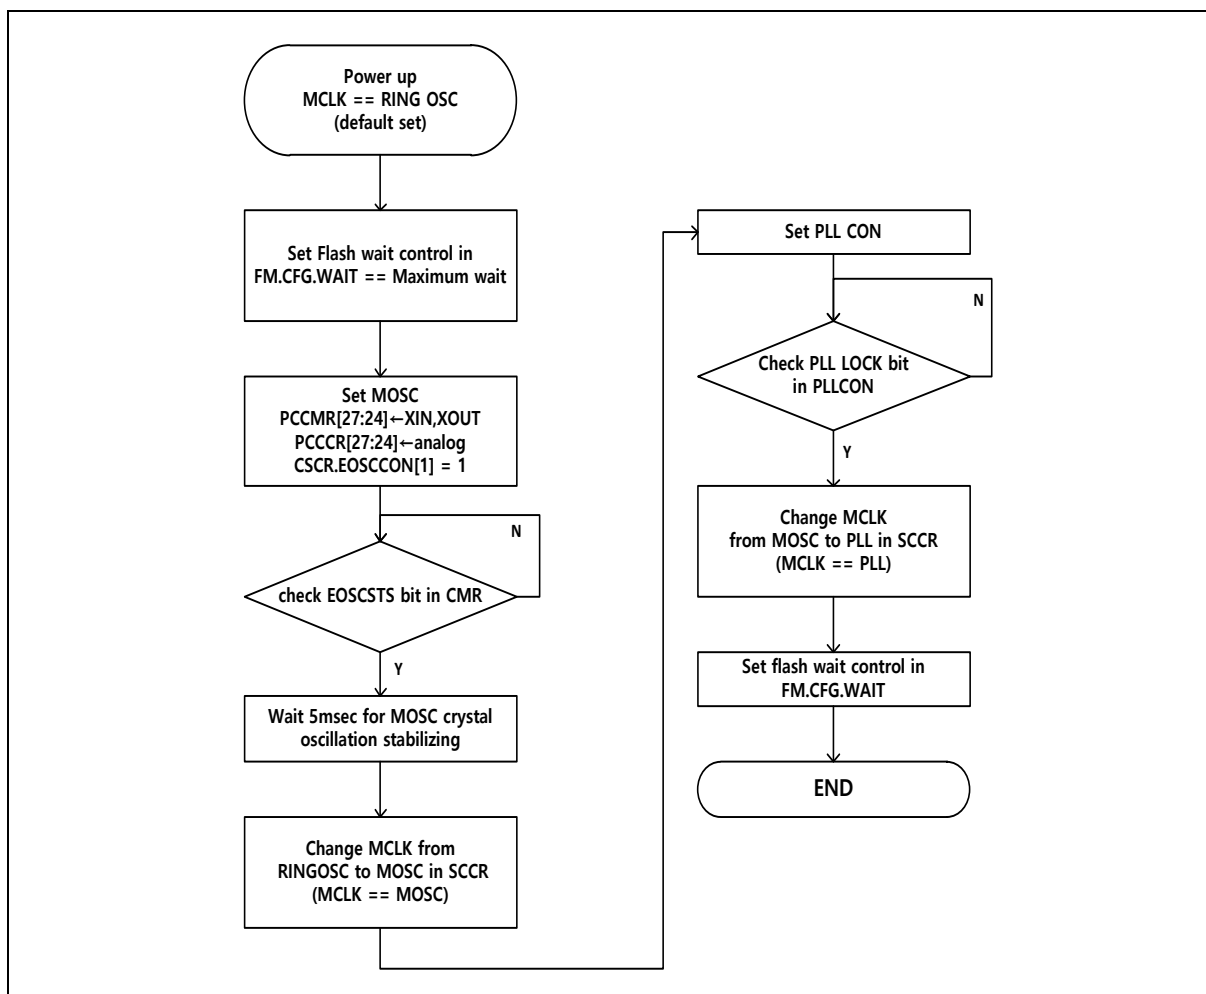 Power up
MCLK == RING OSC
(default set)
Set Flash wait control in
FM.CFG.WAIT == Maximum wait
Set MOSC
PCCMR[27:24]←XIN,XOUT
PCCCR[27:24]←analog
CSCR.EOSCCON[1] = 1
N
check EOSCSTS bit in CMR
Y
Wait 5msec for MOSC crystal
oscillation stabilizing
Change MCLK from
RINGOSC to MOSC in SCCR
(MCLK == MOSC)
Set PLL CON
N
Check PLL LOCK bit
in PLLCON
Y
Change MCLK
from MOSC to PLL in SCCR
(MCLK == PLL)
Set flash wait control in
FM.CFG.WAIT
END